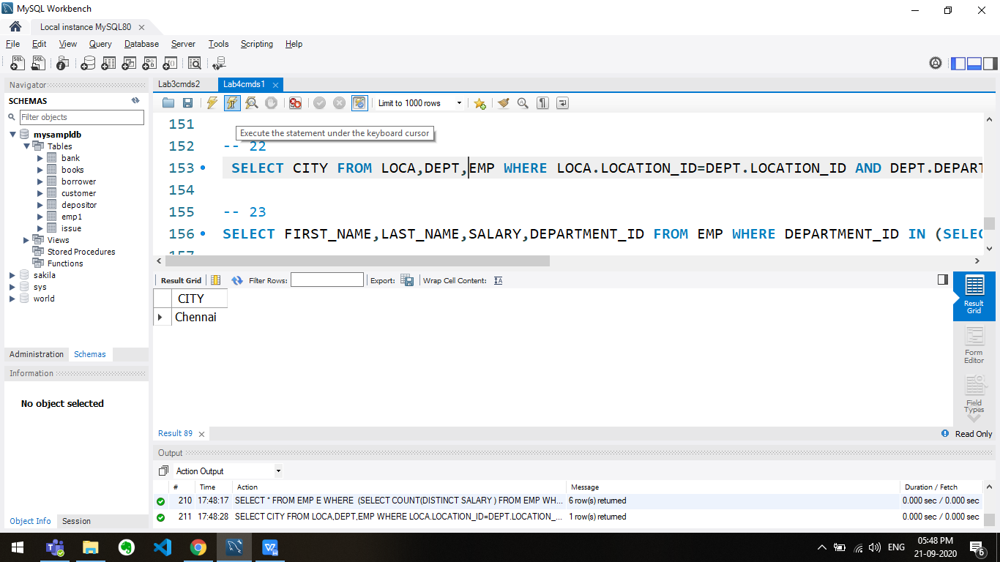 MySQL Workbench
Local instance MySQL80
File Edit View Query Database Server Tools Scripting Help
Navigator
SCHEMAS
Filter objects
mysampldb
Tables
bank
books
borrower
customer
depositor
emp1
issue
Views
Stored Procedures
Functions
sakila
sys
world
Administration Schemas
Information
No object selected
Object Info Session
Lab3cmds2 Lab4cmds1
Limit to 1000 rows
Execute the statement under the keyboard cursor
151
152 -- 22
153 SELECT CITY FROM LOCA,DEPT,EMP WHERE LOCA.LOCATION_ID=DEPT.LOCATION_ID AND DEPT.DEPART
154
155 -- 23
156 SELECT FIRST_NAME,LAST_NAME,SALARY,DEPARTMENT_ID FROM EMP WHERE DEPARTMENT_ID IN (SELEC
157
Result Grid Filter Rows: Export: Wrap Cell Content:
CITY
Chennai
Result Grid
Form Editor
Field Types
Result 89
Read Only
Output
Action Output
# Time Action Message Duration / Fetch
210 17:48:17 SELECT * FROM EMP E WHERE (SELECT COUNT(DISTINCT SALARY ) FROM EMP WH... 6 row(s) returned 0.000 sec / 0.000 sec
211 17:48:28 SELECT CITY FROM LOCA,DEPT,EMP WHERE LOCA.LOCATION_ID=DEPT.LOCATION_... 1 row(s) returned 0.000 sec / 0.000 sec
ENG
05:48 PM
21-09-2020
6